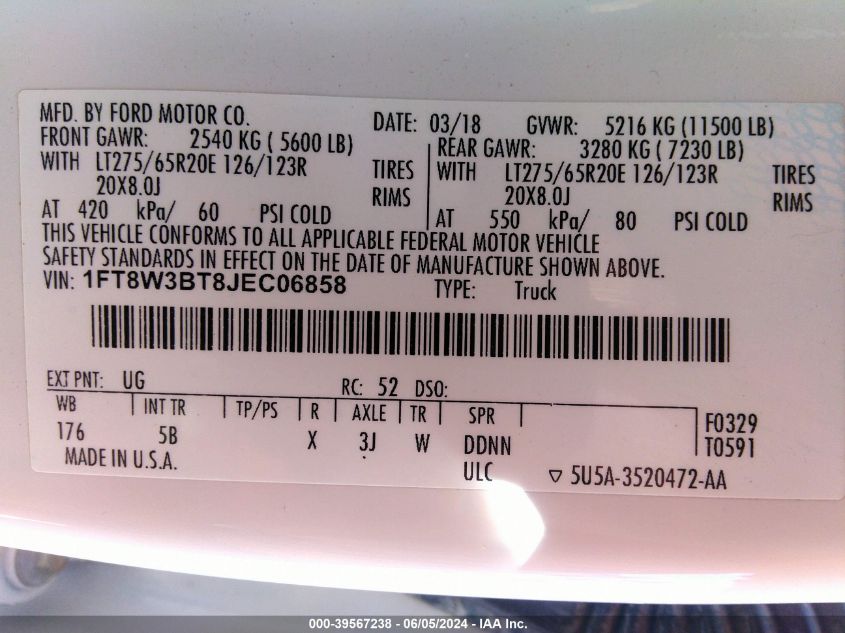 MFD. BY FORD MOTOR CO. DATE: 03/18 GVWR: 5216 KG (11500 LB)
FRONT GAWR: 2540 KG ( 5600 LB) REAR GAWR: 3280 KG ( 7230 LB)
WITH LT275/65R20E 126/123R TIRES WITH LT275/65R20E 126/123R TIRES
20X8.0J RIMS 20X8.0J RIMS
AT 420 kPa/ 60 PSI COLD AT 550 kPa/ 80 PSI COLD
THIS VEHICLE CONFORMS TO ALL APPLICABLE FEDERAL MOTOR VEHICLE
SAFETY STANDARDS IN EFFECT ON THE DATE OF MANUFACTURE SHOWN ABOVE.
VIN: 1FT8W3BT8JEC06858 TYPE: Truck
EXT PNT: UG RC: 52 DSO:
WB INT TR TP/PS R AXLE TR SPR F0329
176 5B X 3J W DDNN T0591
MADE IN U.S.A. ULC ▽ 5U5A-3520472-AA
000-39567238 - 06/05/2024 - IAA Inc.